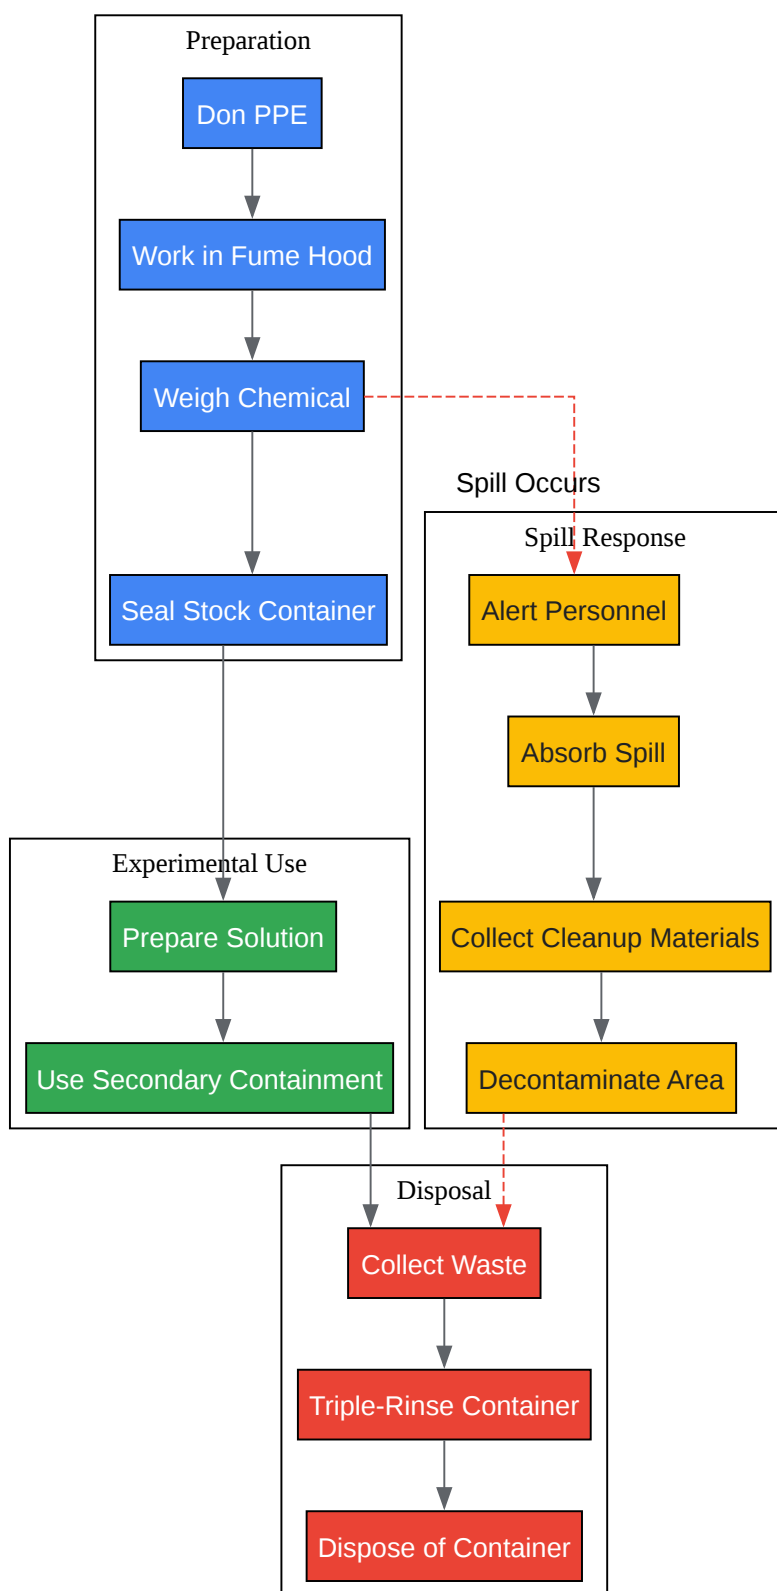 Preparation
Don PPE
Work in Fume Hood
Weigh Chemical
Seal Stock Container
Spill Occurs
Spill Response
Alert Personnel
Absorb Spill
Collect Cleanup Materials
Decontaminate Area
Experimental Use
Prepare Solution
Use Secondary Containment
Disposal
Collect Waste
Triple-Rinse Container
Dispose of Container